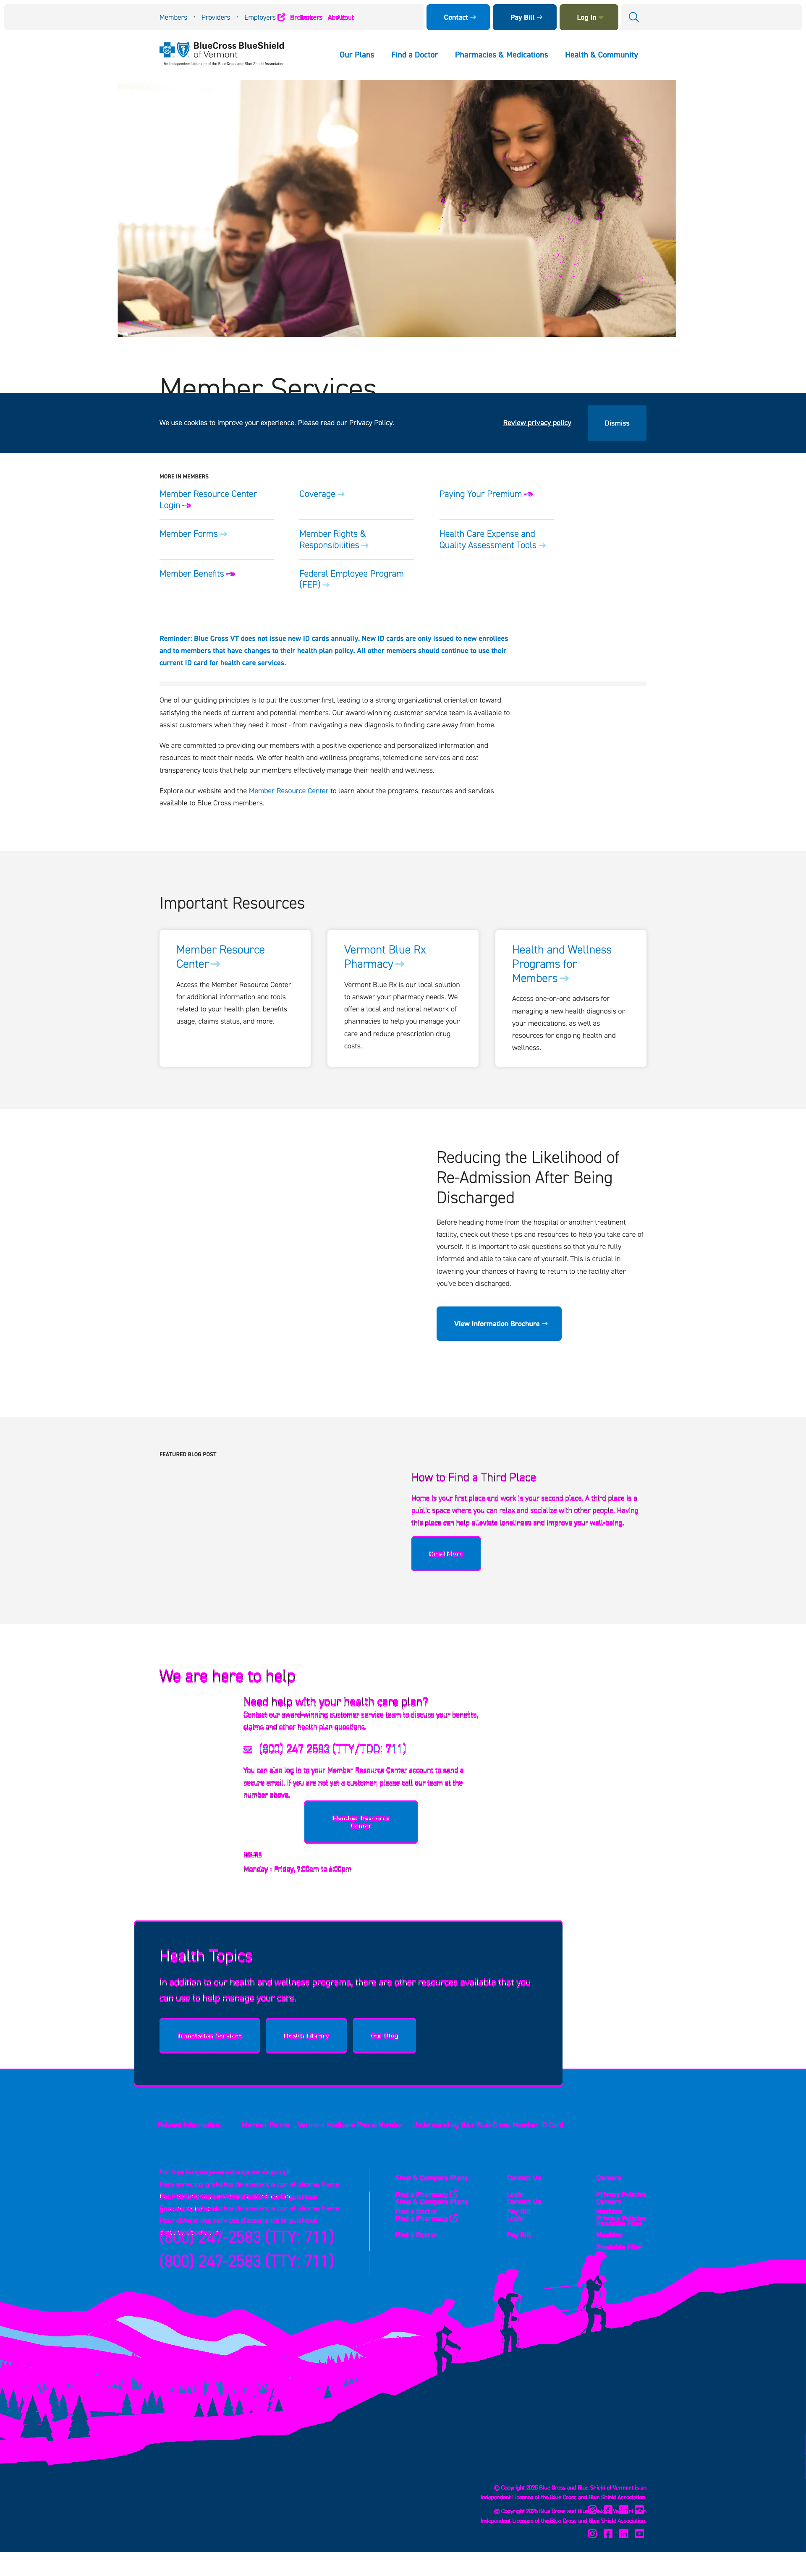 Members · Providers · Employers
Contact
Pay Bill
Log In
BlueCross BlueShield
of Vermont
An Independent Licensee of the Blue Cross and Blue Shield Association.
Our Plans
Find a Doctor
Pharmacies & Medications
Health & Community
Member Services
We use cookies to improve your experience. Please read our Privacy Policy.
Review privacy policy
Dismiss
MORE IN MEMBERS
Member Resource Center
Login
Coverage
Paying Your Premium
Member Forms
Member Rights &
Responsibilities
Health Care Expense and
Quality Assessment Tools
Member Benefits
Federal Employee Program
(FEP)
Reminder: Blue Cross VT does not issue new ID cards annually. New ID cards are only issued to new enrollees
and to members that have changes to their health plan policy. All other members should continue to use their
current ID card for health care services.
One of our guiding principles is to put the customer first, leading to a strong organizational orientation toward
satisfying the needs of current and potential members. Our award-winning customer service team is available to
assist customers when they need it most - from navigating a new diagnosis to finding care away from home.
We are committed to providing our members with a positive experience and personalized information and
resources to meet their needs. We offer health and wellness programs, telemedicine services and cost
transparency tools that help our members effectively manage their health and wellness.
Explore our website and the Member Resource Center to learn about the programs, resources and services
available to Blue Cross members.
Important Resources
Member Resource
Center
Access the Member Resource Center
for additional information and tools
related to your health plan, benefits
usage, claims status, and more.
Vermont Blue Rx
Pharmacy
Vermont Blue Rx is our local solution
to answer your pharmacy needs. We
offer a local and national network of
pharmacies to help you manage your
care and reduce prescription drug
costs.
Health and Wellness
Programs for
Members
Access one-on-one advisors for
managing a new health diagnosis or
your medications, as well as
resources for ongoing health and
wellness.
Reducing the Likelihood of
Re-Admission After Being
Discharged
Before heading home from the hospital or another treatment
facility, check out these tips and resources to help you take care of
yourself. It is important to ask questions so that you're fully
informed and able to take care of yourself. This is crucial in
lowering your chances of having to return to the facility after
you've been discharged.
View Information Brochure
FEATURED BLOG POST
How to Find a Third Place
Home is your first place and work is your second place. A third place is a
public space where you can relax and socialize with other people. Having
this place can help alleviate loneliness and improve your well-being.
Read More
We are here to help
Need help with your health care plan?
Contact our award-winning customer service team to discuss your benefits,
claims and other health plan questions.
(800) 247 2583 (TTY/TDD: 711)
You can also log in to your Member Resource Center account to send a
secure email. If you are not yet a customer, please call our team at the
number above.
Member Resource
Center
HOURS
Monday - Friday, 7:00am to 6:00pm
Health Topics
In addition to our health and wellness programs, there are other resources available that you
can use to help manage your care.
Translation Services
Health Library
Our Blog
(800) 247-2583 (TTY: 711)
(800) 247-2583 (TTY: 711)
© Copyright 2025 Blue Cross and Blue Shield of Vermont is an
Independent Licensee of the Blue Cross and Blue Shield Association.
© Copyright 2025 Blue Cross and Blue
Independent Licensee of the Blue Cross and Blue Shield Association.